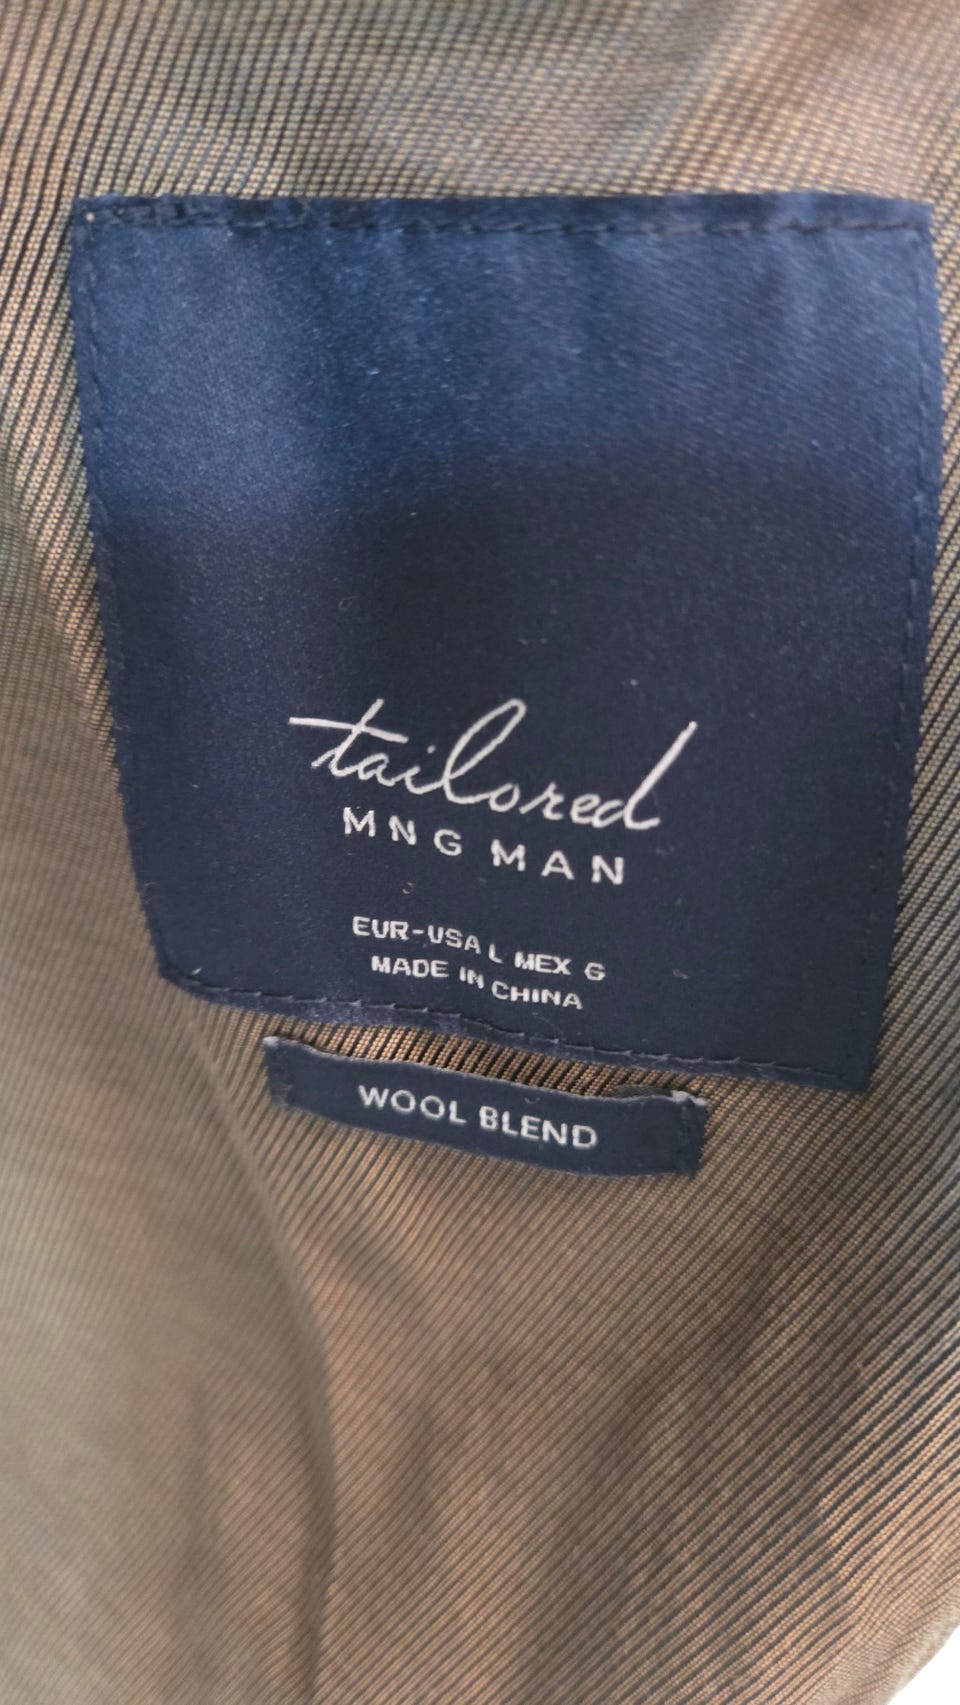 tailored
MNG MAN
EUR-USA L MEX G
MADE IN CHINA
WOOL BLEND